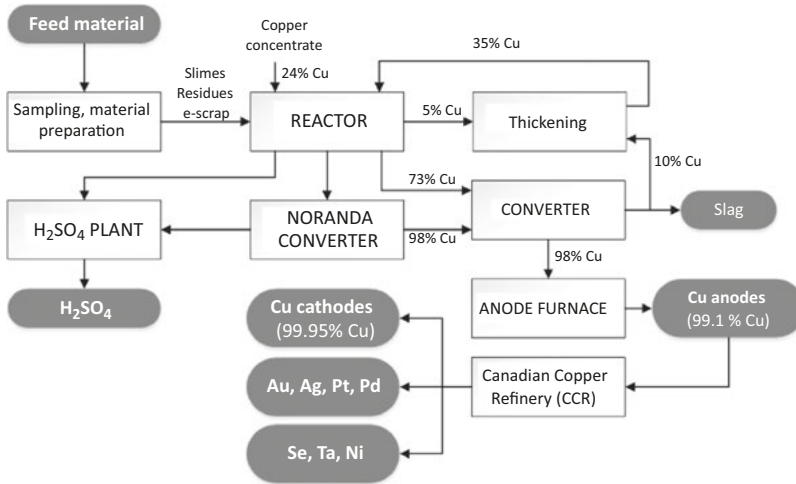 Feed material
Copper
concentrate
35% Cu
Slimes
Residues
e-scrap
24% Cu
Sampling, material
preparation
REACTOR
5% Cu
Thickening
73% Cu
10% Cu
H₂SO₄ PLANT
NORANDA
CONVERTER
98% Cu
CONVERTER
Slag
98% Cu
H₂SO₄
Cu cathodes
(99.95% Cu)
ANODE FURNACE
Cu anodes
(99.1 % Cu)
Au, Ag, Pt, Pd
Canadian Copper
Refinery (CCR)
Se, Ta, Ni